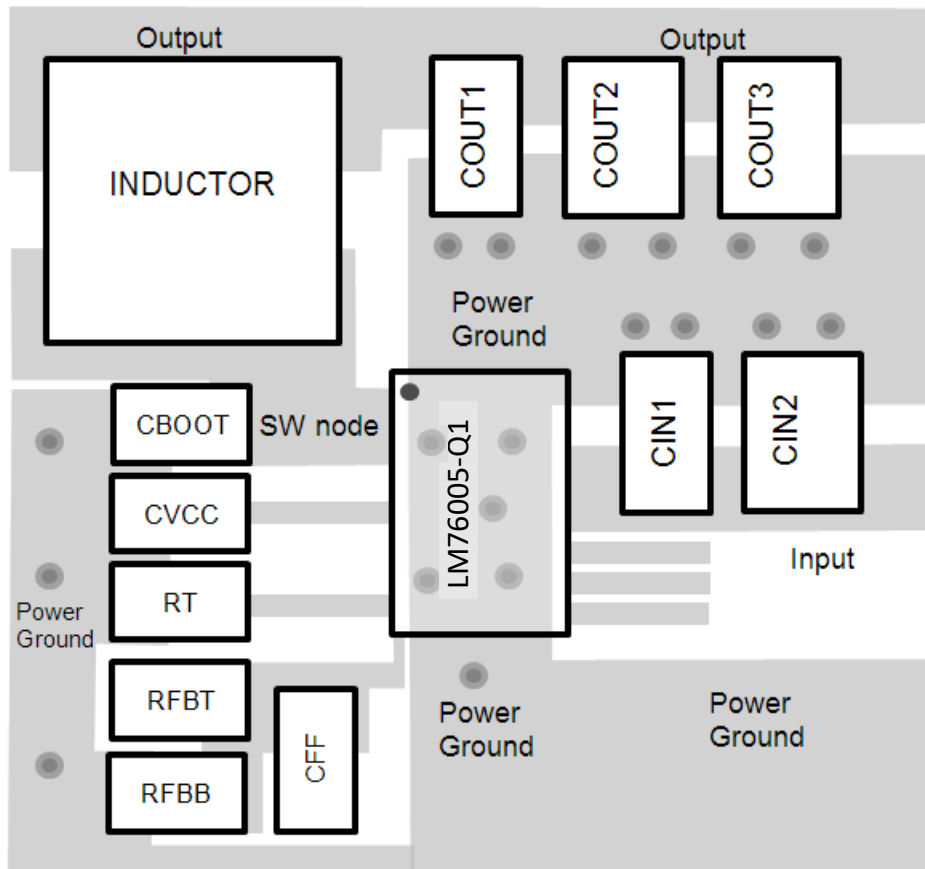 Output
Output
INDUCTOR
COUT1
COUT2
COUT3
Power
Ground
CIN1
CIN2
CBOOT
SW node
LM76005-Q1
CVCC
Input
RT
Power
Ground
RFBT
CFF
Power
Ground
Power
Ground
RFBB